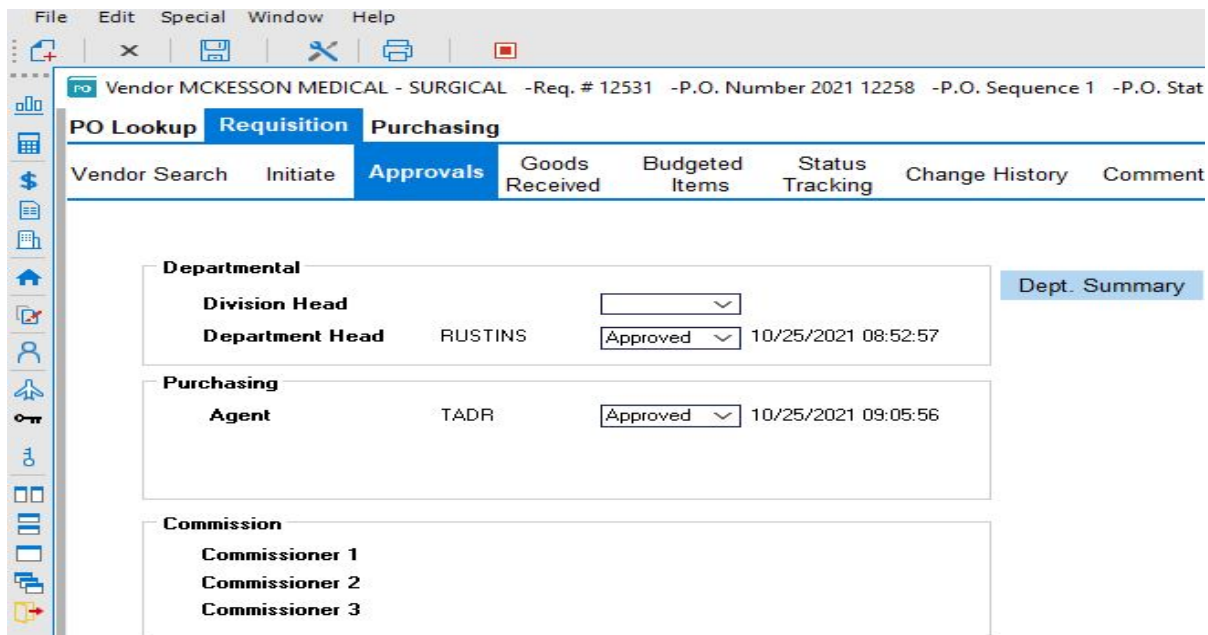 File Edit Special Window Help
PO Vendor MCKESSON MEDICAL - SURGICAL -Req. # 12531 -P.O. Number 2021 12258 -P.O. Sequence 1 -P.O. Stat
PO Lookup Requisition Purchasing
Vendor Search Initiate Approvals Goods Received Budgeted Items Status Tracking Change History Comment
Departmental
Dept. Summary
Division Head
Department Head RUSTINS Approved 10/25/2021 08:52:57
Purchasing
Agent TADR Approved 10/25/2021 09:05:56
Commission
Commissioner 1
Commissioner 2
Commissioner 3